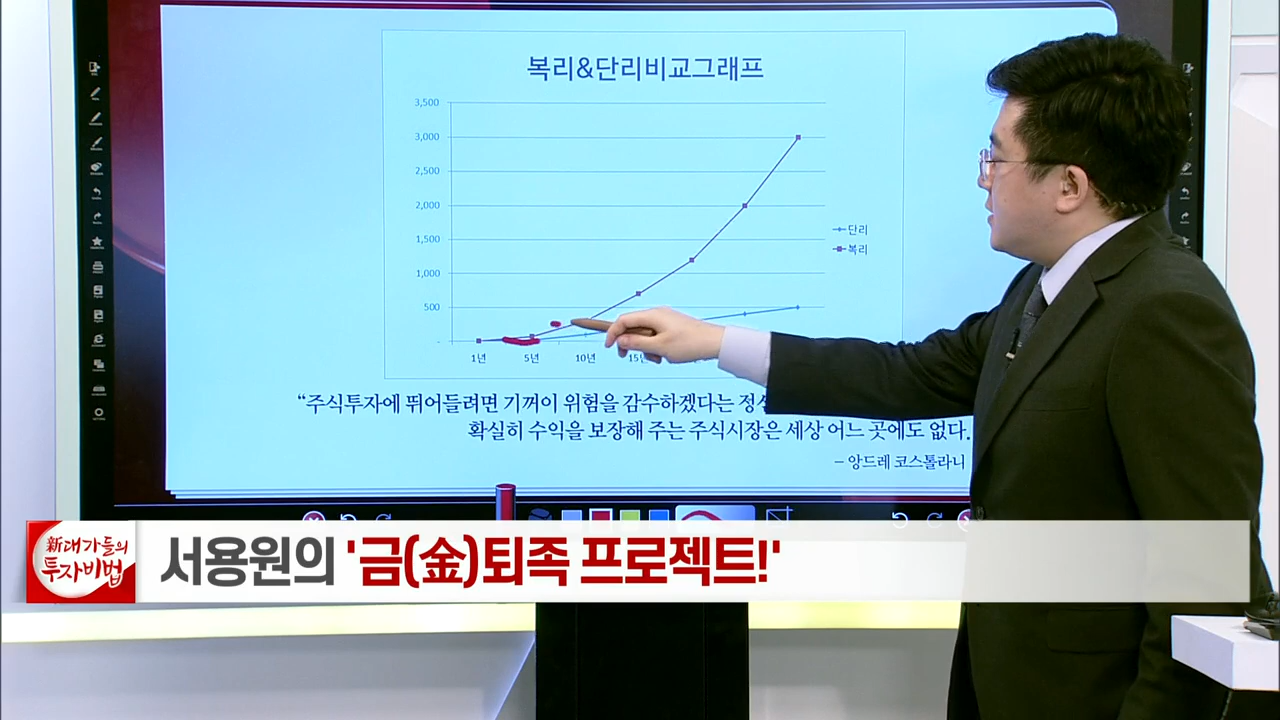 복리&단리비교그래프
3,500
3,000
2,500
2,000
1,500
1,000
500
-
1년 5년 10년 15년
단리
복리
“주식투자에 뛰어들려면 기꺼이 위험을 감수하겠다는
확실히 수익을 보장해 주는 주식시장은 세상 어느 곳에도 없다.
– 앙드레 코스톨라니
新대가들의
투자비법
서용원의 '금(金)퇴족 프로젝트!'